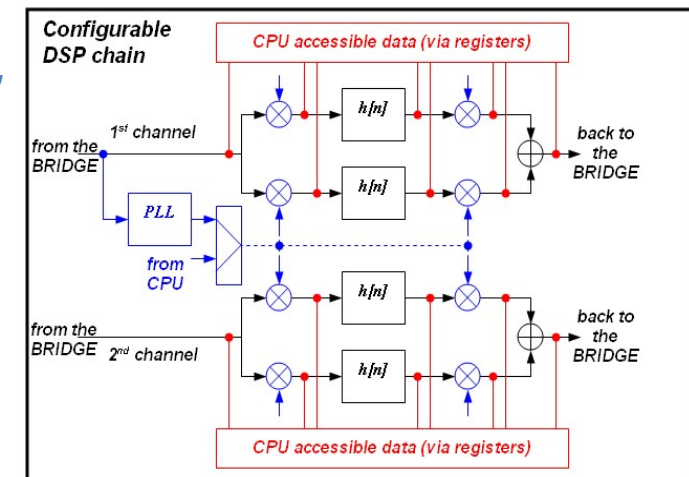 Configurable
DSP chain
CPU accessible data (via registers)
h[n]
from the
BRIDGE
1st channel
back to
the
BRIDGE
h[n]
PLL
from
CPU
h[n]
from the
BRIDGE
2nd channel
back to
the
BRIDGE
h[n]
CPU accessible data (via registers)